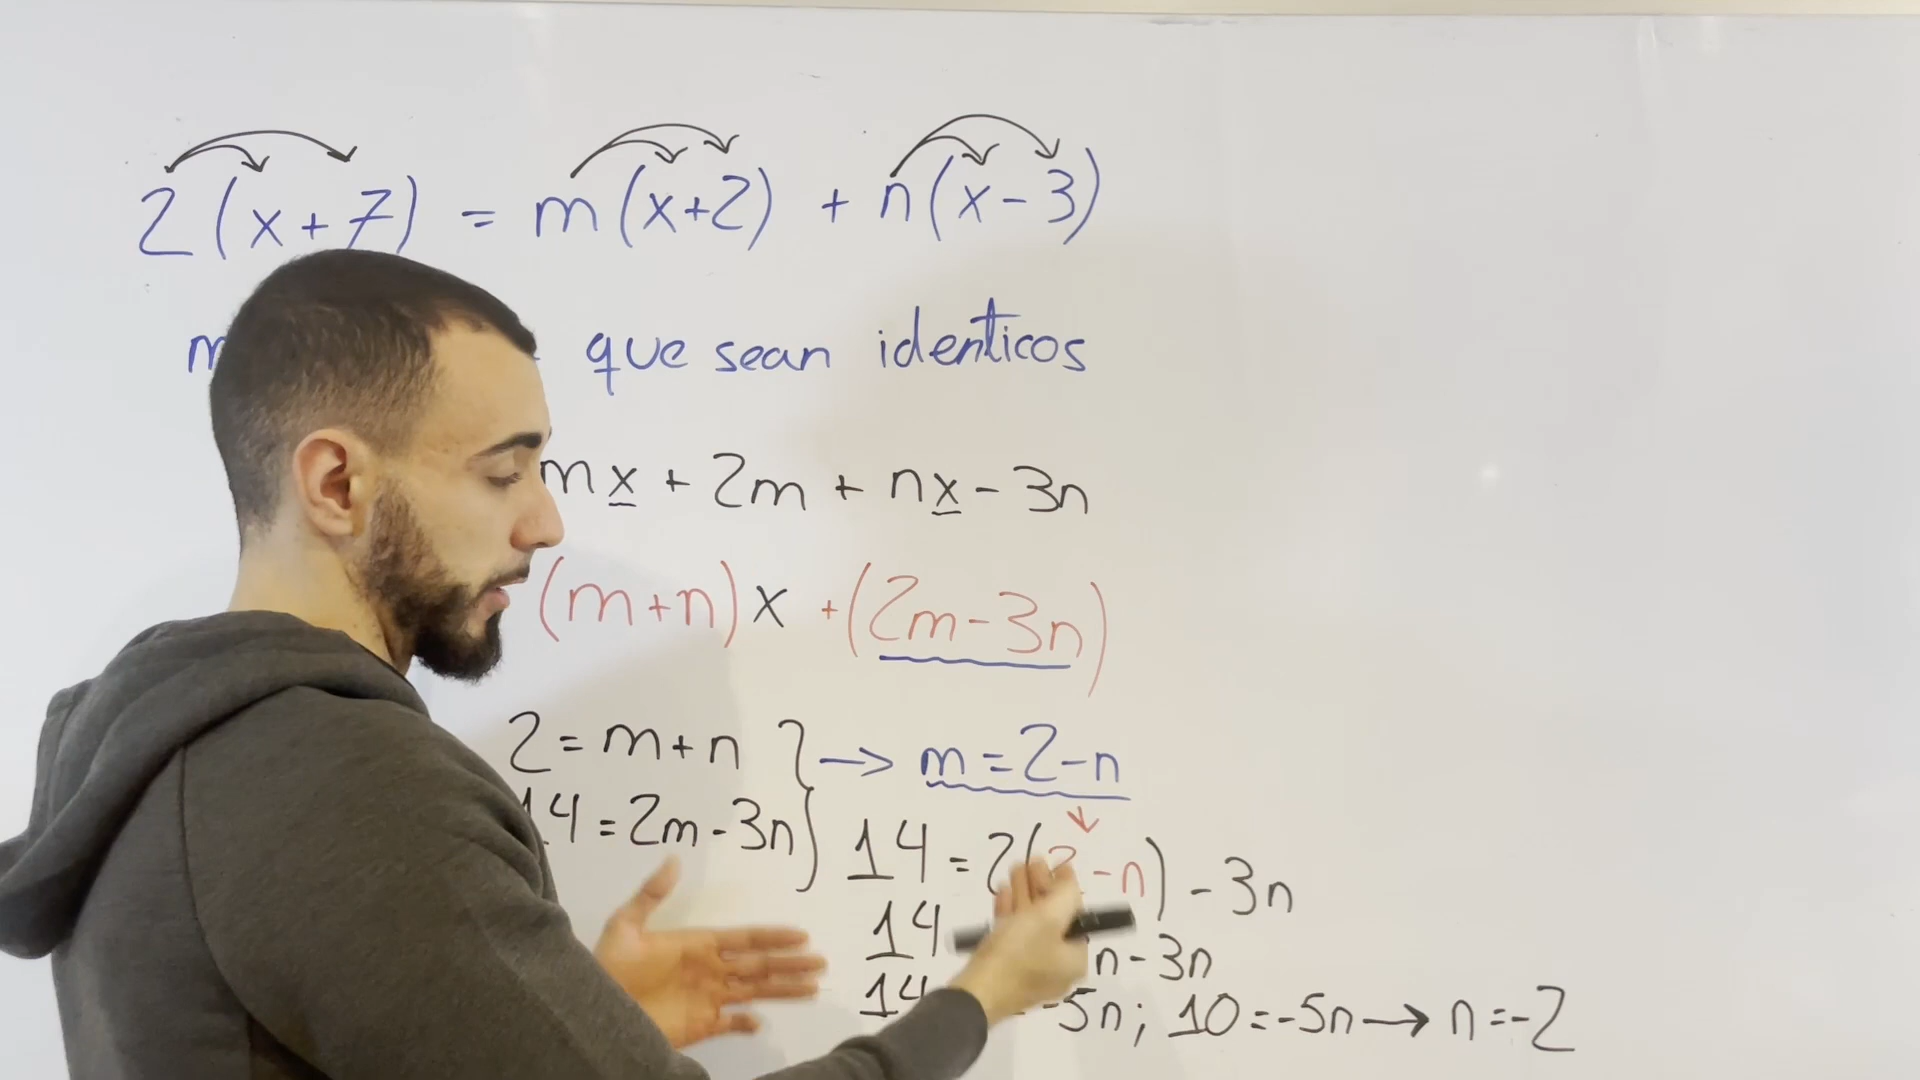 2(x+7) = m(x+2) + n(x-3)
que sean identicos
mx + 2m + nx - 3n
(m+n)x + (2m-3n)
2 = m+n } → m = 2-n
14 = 2m-3n
14 = 2(2-n) - 3n
14 n - 3n
14 -5n; 10 = -5n → n = -2